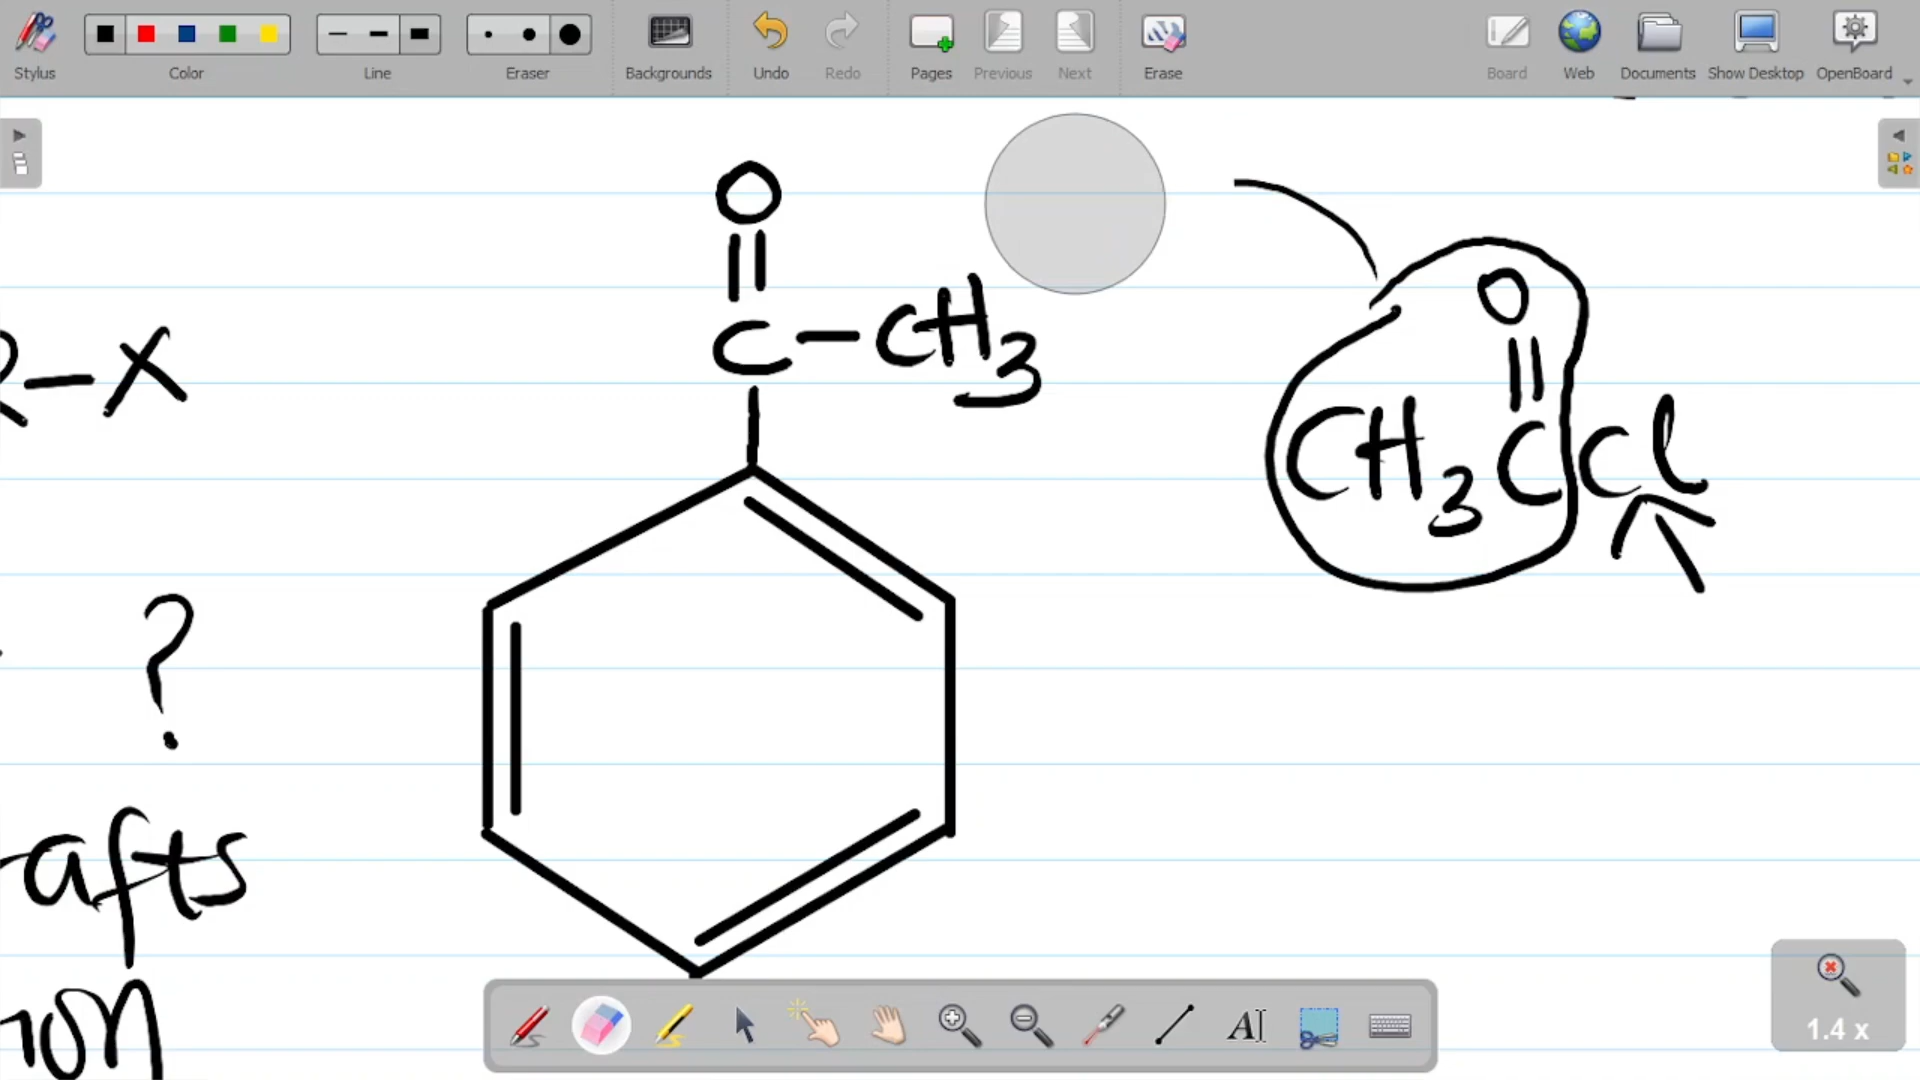 Stylus
Color
Line
Eraser
Backgrounds
Undo
Redo
Pages
Previous
Next
Erase
Board
Web
Documents
Show Desktop
OpenBoard
O
C-CH3
-X
O
CH3CCl
?
afts
ion
1.4 x